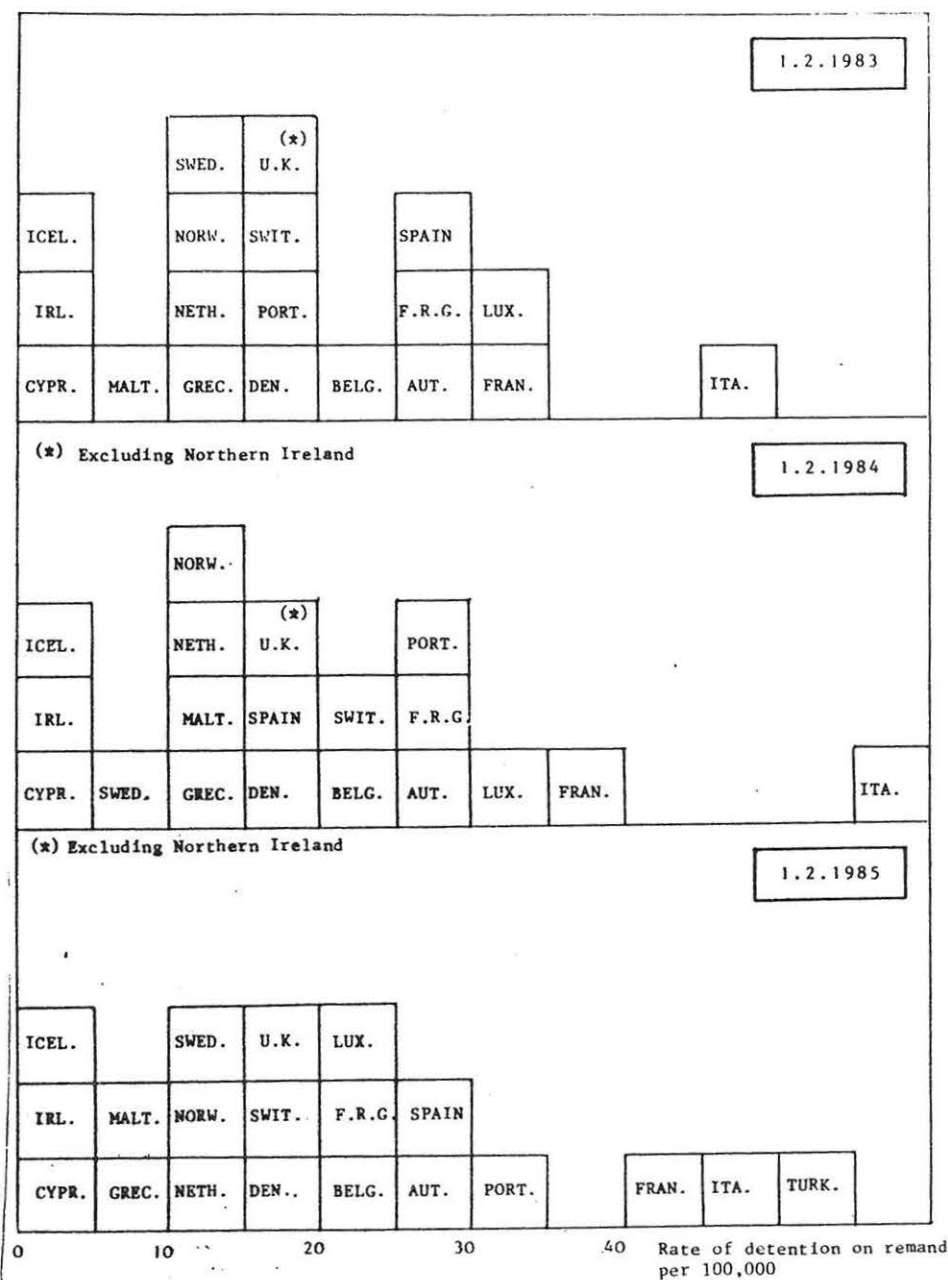 1.2.1983
(*)
SWED. U.K.
ICEL. NORW. SWIT. SPAIN
IRL. NETH. PORT. F.R.G. LUX.
CYPR. MALT. GREC. DEN. BELG. AUT. FRAN. ITA.
(*) Excluding Northern Ireland
1.2.1984
NORW.
(*)
ICEL. NETH. U.K. PORT.
IRL. MALT. SPAIN SWIT. F.R.G.
CYPR. SWED. GREC. DEN. BELG. AUT. LUX. FRAN. ITA.
(*) Excluding Northern Ireland
1.2.1985
ICEL. SWED. U.K. LUX.
IRL. MALT. NORW. SWIT. F.R.G. SPAIN
CYPR. GREC. NETH. DEN. BELG. AUT. PORT. FRAN. ITA. TURK.
0 10 20 30 40 Rate of detention on remand
per 100,000